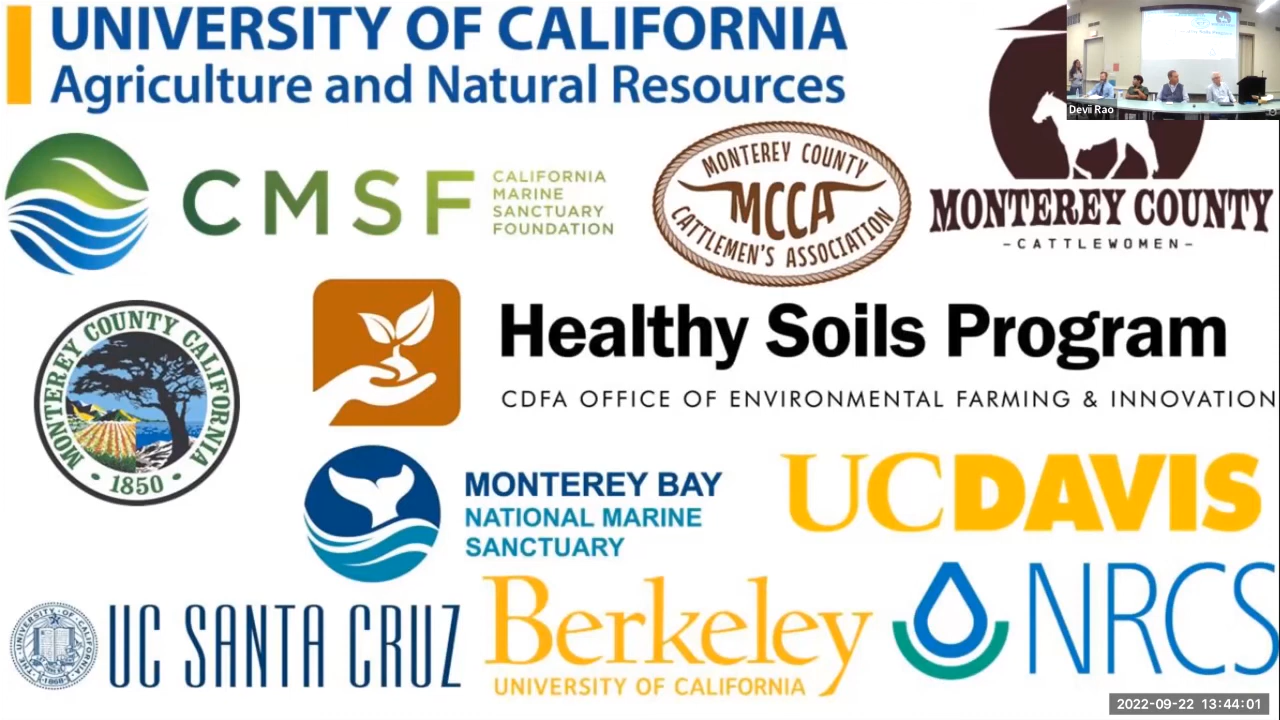 UNIVERSITY OF CALIFORNIA
Agriculture and Natural Resources
Devii Rao
CMSF
CALIFORNIA
MARINE
SANCTUARY
FOUNDATION
MONTEREY COUNTY
MCCA
CATTLEMEN'S ASSOCIATION
MONTEREY COUNTY
-CATTLEWOMEN-
MONTEREY COUNTY CALIFORNIA
• 1850 •
Healthy Soils Program
CDFA OFFICE OF ENVIRONMENTAL FARMING & INNOVATION
MONTEREY BAY
NATIONAL MARINE
SANCTUARY
UCDAVIS
UC SANTA CRUZ
Berkeley
UNIVERSITY OF CALIFORNIA
NRCS
2022-09-22 13:44:01